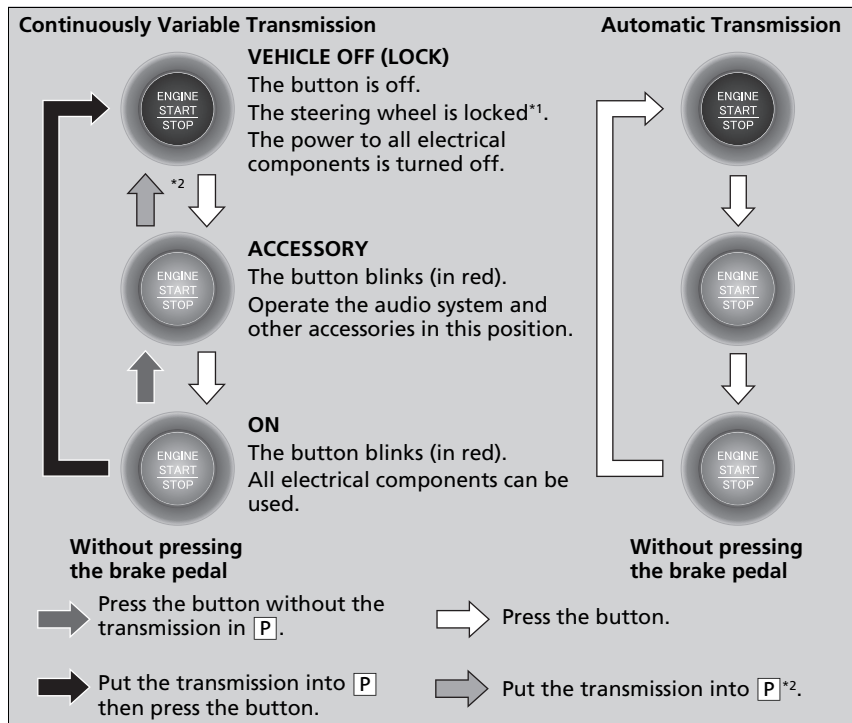 Continuously Variable Transmission
Automatic Transmission
ENGINE
START
STOP
VEHICLE OFF (LOCK)
The button is off.
The steering wheel is locked*1.
The power to all electrical
components is turned off.
ENGINE
START
STOP
*2
ENGINE
START
STOP
ACCESSORY
The button blinks (in red).
Operate the audio system and
other accessories in this position.
ENGINE
START
STOP
ENGINE
START
STOP
ON
The button blinks (in red).
All electrical components can be
used.
ENGINE
START
STOP
Without pressing
the brake pedal
Without pressing
the brake pedal
Press the button without the
transmission in P.
Press the button.
Put the transmission into P
then press the button.
Put the transmission into P*2.